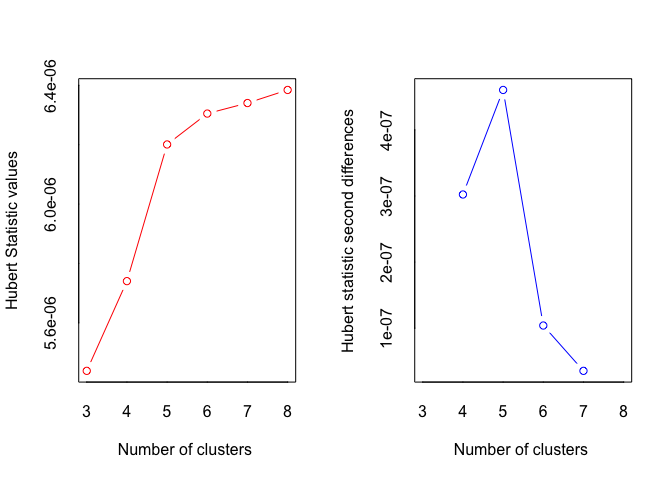 Hubert Statistic values
6.4e-06
6.0e-06
5.6e-06
3 4 5 6 7 8
Number of clusters
Hubert statistic second differences
4e-07
3e-07
2e-07
1e-07
3 4 5 6 7 8
Number of clusters